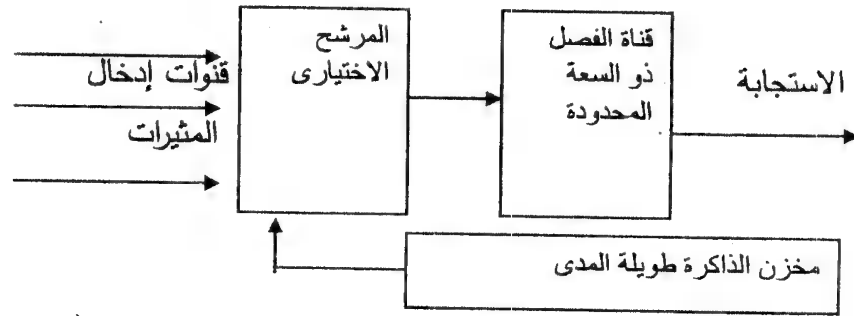 المرشح
الاختيارى
قناة الفصل
ذو السعة
المحدودة
قنوات إدخال
المثيرات
الاستجابة
مخزن الذاكرة طويلة المدى